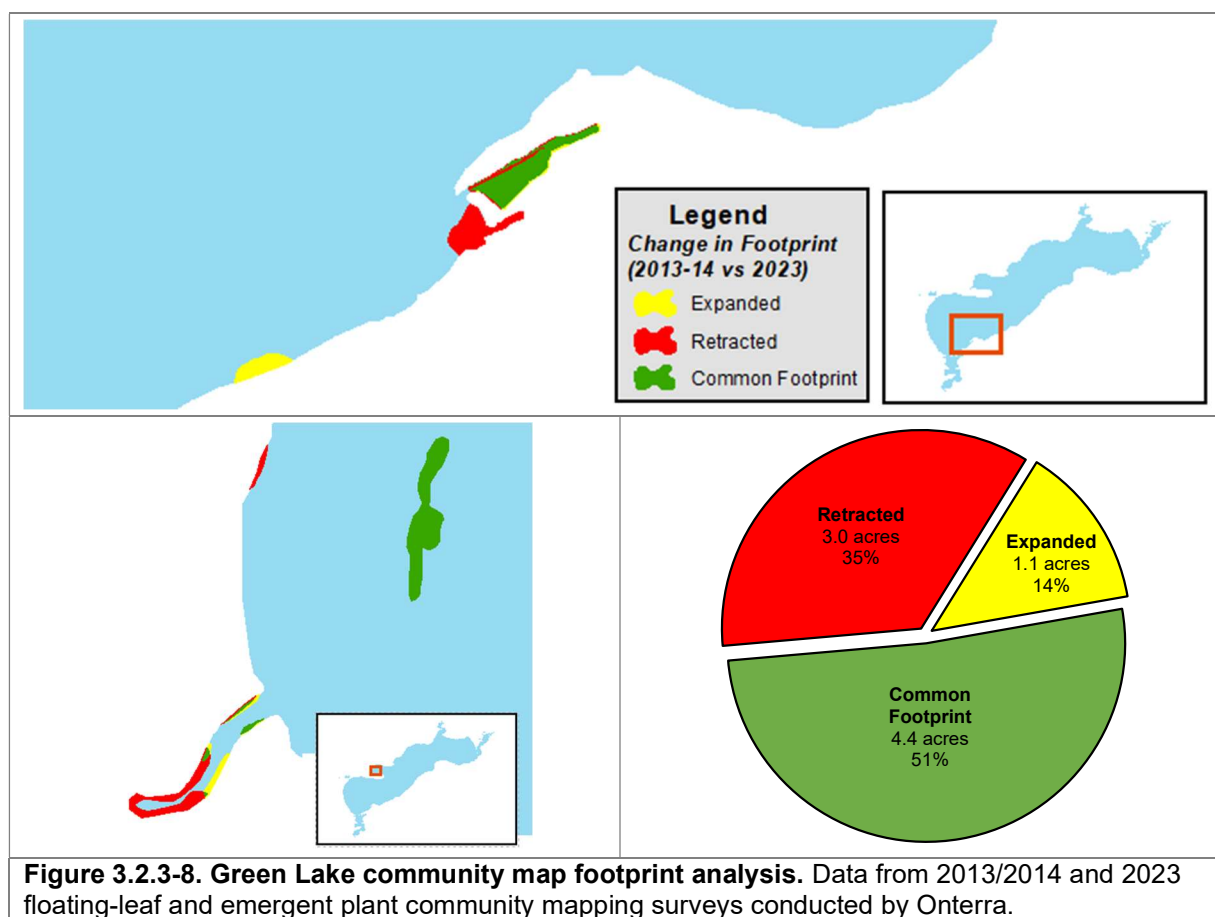 Legend
Change in Footprint
(2013-14 vs 2023)
Expanded
Retracted
Common Footprint
Retracted
3.0 acres
35%
Expanded
1.1 acres
14%
Common
Footprint
4.4 acres
51%
Figure 3.2.3-8. Green Lake community map footprint analysis. Data from 2013/2014 and 2023
floating-leaf and emergent plant community mapping surveys conducted by Onterra.